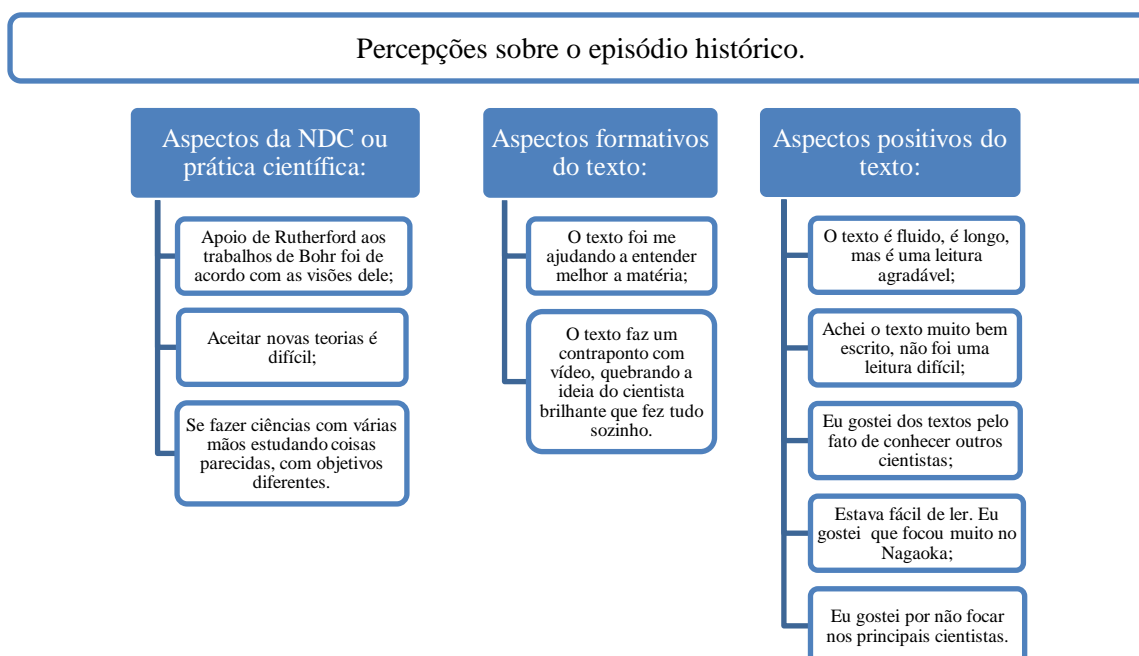 Percepções sobre o episódio histórico.
Aspectos da NDC ou
prática científica:
Apoio de Rutherford aos
trabalhos de Bohr foi de
acordo com as visões dele;
Aceitar novas teorias é
difícil;
Se fazer ciências com várias
mãos estudando coisas
parecidas, com objetivos
diferentes.
Aspectos formativos
do texto:
O texto foi me
ajudando a entender
melhor a matéria;
O texto faz um
contraponto com
vídeo, quebrando a
ideia do cientista
brilhante que fez tudo
sozinho.
Aspectos positivos do
texto:
O texto é fluido, é longo,
mas é uma leitura
agradável;
Achei o texto muito bem
escrito, não foi uma
leitura difícil;
Eu gostei dos textos pelo
fato de conhecer outros
cientistas;
Estava fácil de ler. Eu
gostei que focou muito no
Nagaoka;
Eu gostei por não focar
nos principais cientistas.